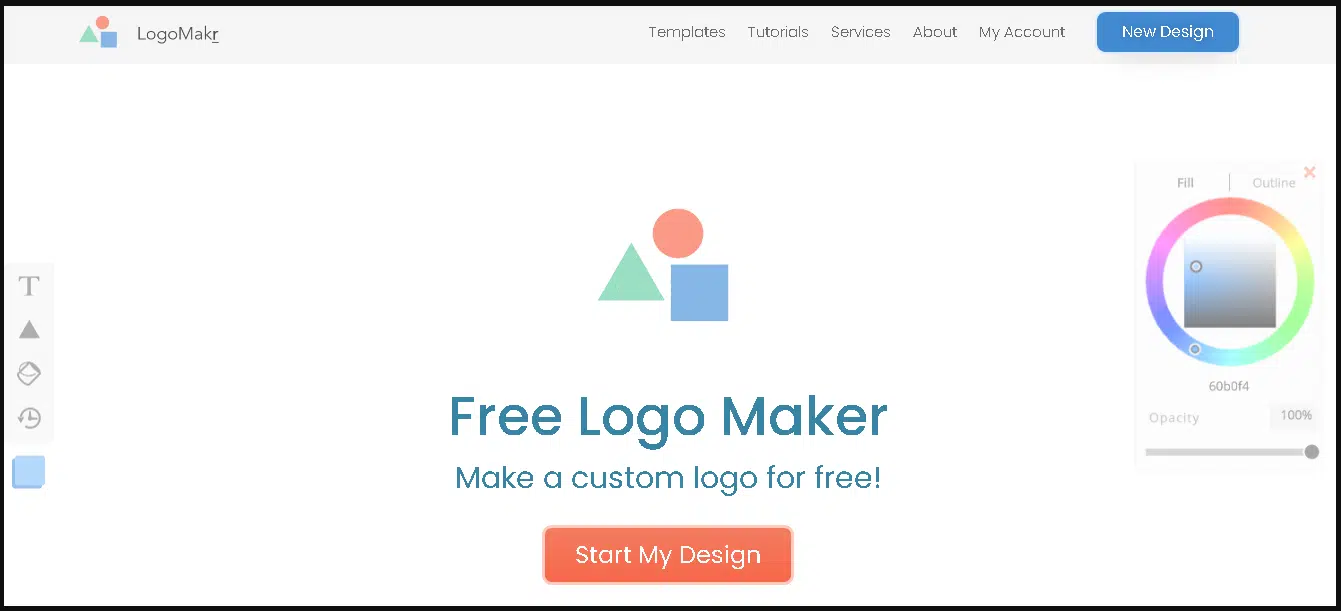 LogoMakr
Templates Tutorials Services About My Account New Design
Fill Outline
T
60b0f4
Opacity 100%
Free Logo Maker
Make a custom logo for free!
Start My Design